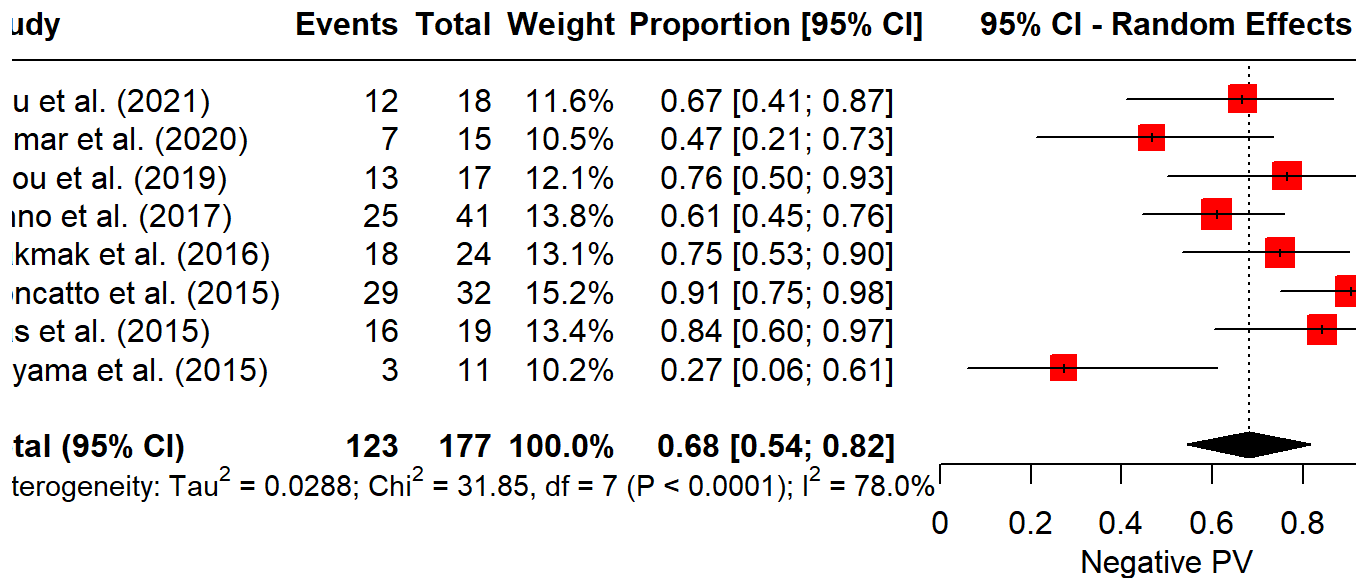 udy Events Total Weight Proportion [95% CI] 95% CI - Random Effects
u et al. (2021) 12 18 11.6% 0.67 [0.41; 0.87]
mar et al. (2020) 7 15 10.5% 0.47 [0.21; 0.73]
ou et al. (2019) 13 17 12.1% 0.76 [0.50; 0.93]
no et al. (2017) 25 41 13.8% 0.61 [0.45; 0.76]
kmak et al. (2016) 18 24 13.1% 0.75 [0.53; 0.90]
oncatto et al. (2015) 29 32 15.2% 0.91 [0.75; 0.98]
s et al. (2015) 16 19 13.4% 0.84 [0.60; 0.97]
yama et al. (2015) 3 11 10.2% 0.27 [0.06; 0.61]
tal (95% CI) 123 177 100.0% 0.68 [0.54; 0.82]
terogeneity: Tau² = 0.0288; Chi² = 31.85, df = 7 (P < 0.0001); I² = 78.0%
0 0.2 0.4 0.6 0.8
Negative PV